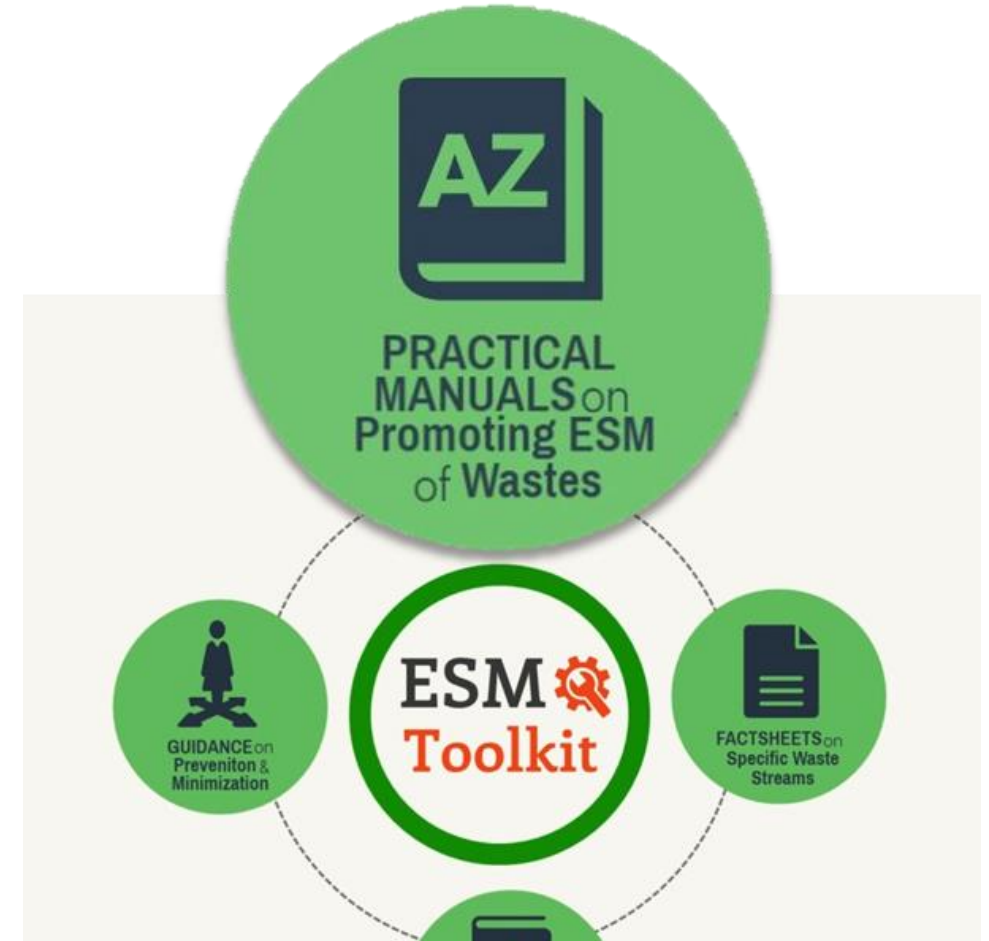 AZ
PRACTICAL
MANUALS on
Promoting ESM
of Wastes
ESM
Toolkit
GUIDANCE on
Preveniton &
Minimization
FACTSHEETS on
Specific Waste
Streams